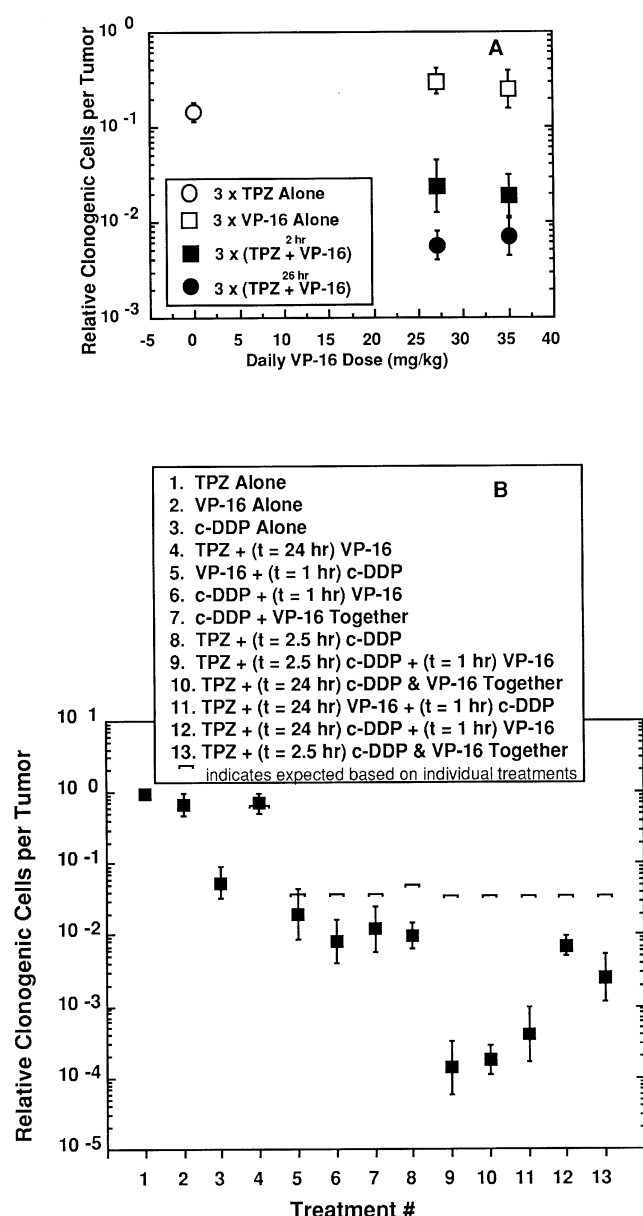 A
Relative Clonogenic Cells per Tumor
10 0
10 -1
10 -2
10 -3
3 x TPZ Alone
3 x VP-16 Alone
2 hr
3 x (TPZ + VP-16)
26 hr
3 x (TPZ + VP-16)
-5 0 5 10 15 20 25 30 35 40
Daily VP-16 Dose (mg/kg)
B
1. TPZ Alone
2. VP-16 Alone
3. c-DDP Alone
4. TPZ + (t = 24 hr) VP-16
5. VP-16 + (t = 1 hr) c-DDP
6. c-DDP + (t = 1 hr) VP-16
7. c-DDP + VP-16 Together
8. TPZ + (t = 2.5 hr) c-DDP
9. TPZ + (t = 2.5 hr) c-DDP + (t = 1 hr) VP-16
10. TPZ + (t = 24 hr) c-DDP & VP-16 Together
11. TPZ + (t = 24 hr) VP-16 + (t = 1 hr) c-DDP
12. TPZ + (t = 24 hr) c-DDP + (t = 1 hr) VP-16
13. TPZ + (t = 2.5 hr) c-DDP & VP-16 Together
indicates expected based on individual treatments
Relative Clonogenic Cells per Tumor
10 1
10 0
10 -1
10 -2
10 -3
10 -4
10 -5
1 2 3 4 5 6 7 8 9 10 11 12 13
Treatment #